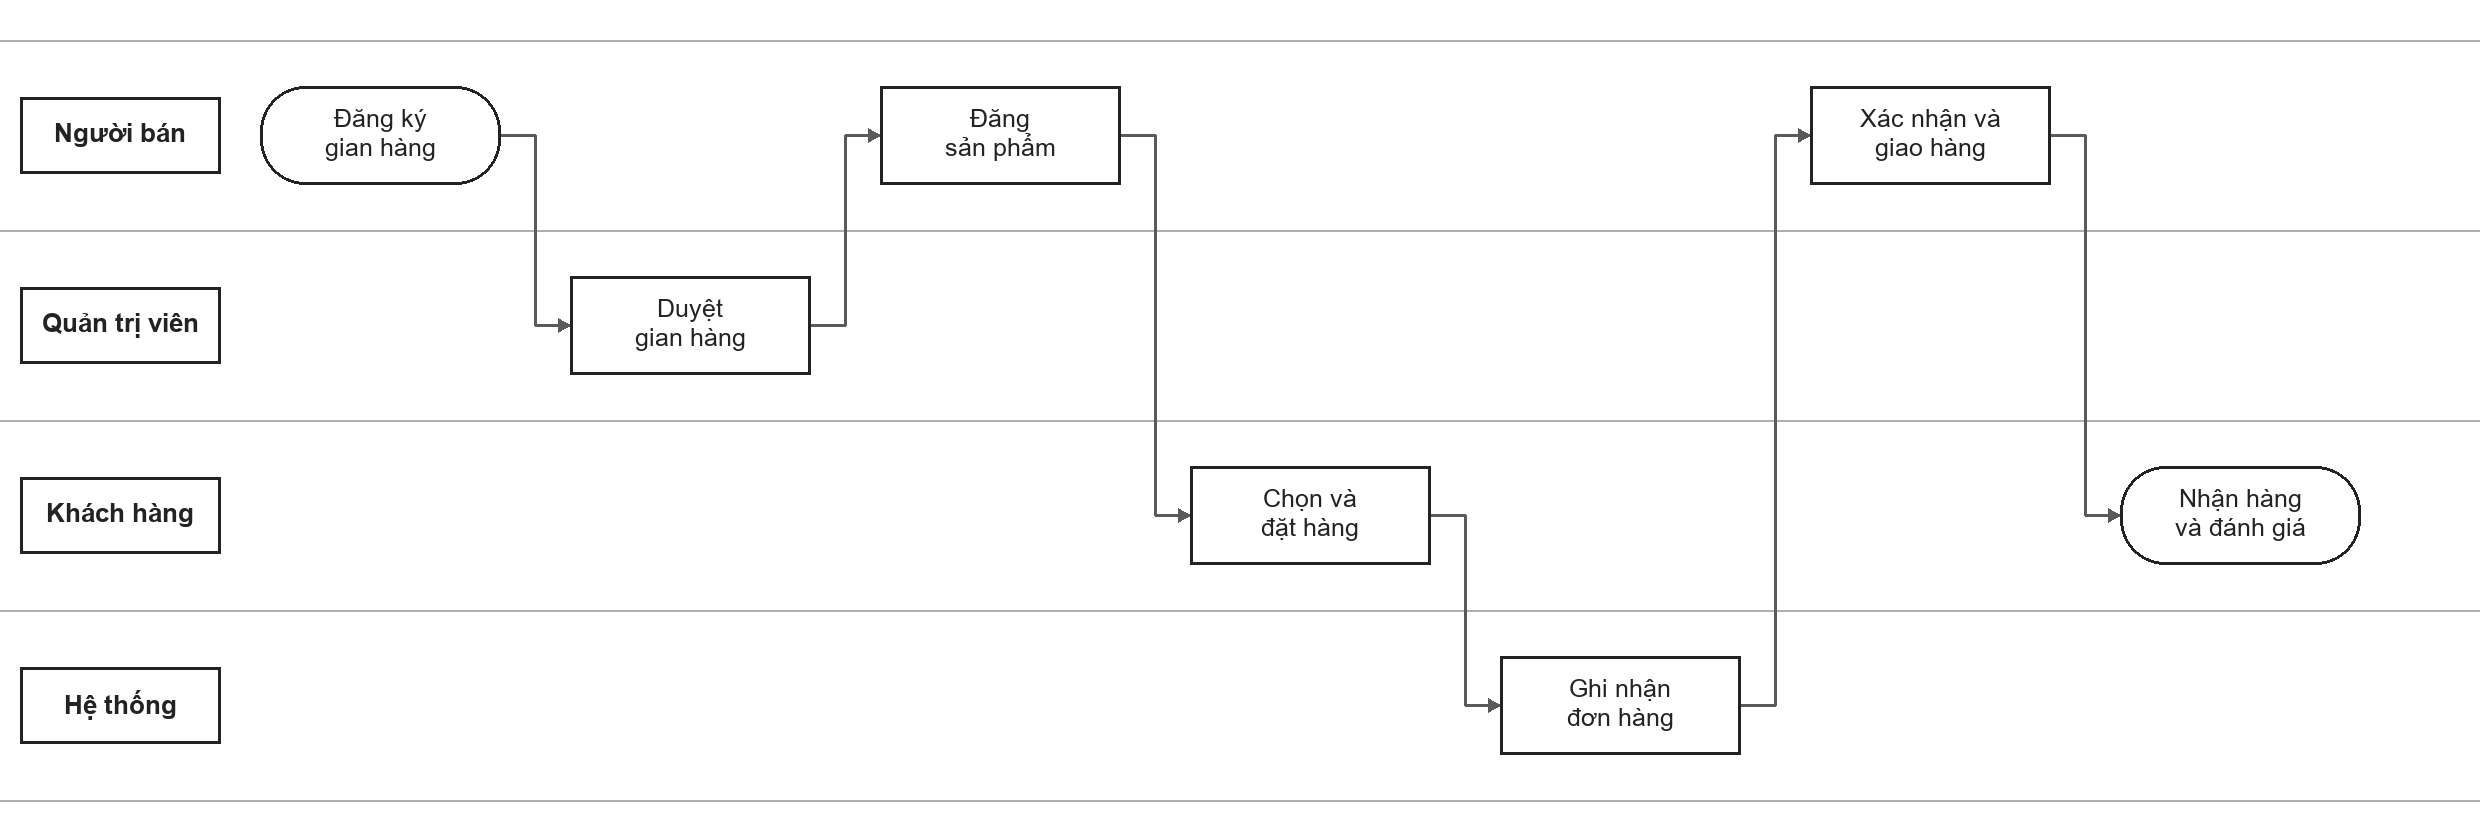 Người bán
Đăng ký
gian hàng
Đăng
sản phẩm
Xác nhận và
giao hàng
Quản trị viên
Duyệt
gian hàng
Khách hàng
Chọn và
đặt hàng
Nhận hàng
và đánh giá
Hệ thống
Ghi nhận
đơn hàng